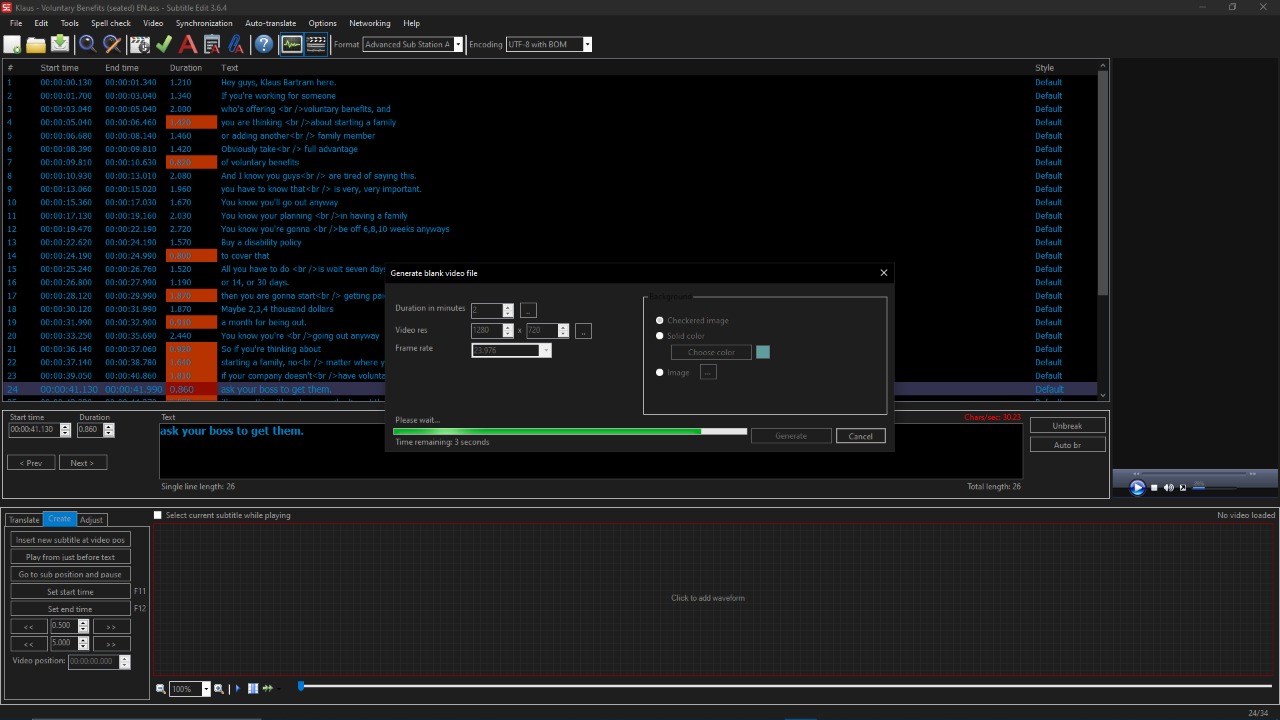 Klaus - Voluntary Benefits (seated) EN.ass - Subtitle Edit 3.6.4
File Edit Tools Spell check Video Synchronization Auto-translate Options Networking Help
Format Advanced Sub Station A Encoding UTF-8 with BOM
# Start time End time Duration Text Style
1 00:00:00.130 00:00:01.340 1.210 Hey guys, Klaus Bartram here. Default
2 00:00:01.700 00:00:03.040 1.340 If you're working for someone Default
3 00:00:03.040 00:00:05.040 2.000 who's offering <br />voluntary benefits, and Default
4 00:00:05.040 00:00:06.460 1.420 you are thinking <br />about starting a family Default
5 00:00:06.680 00:00:08.140 1.460 or adding another<br /> family member Default
6 00:00:08.390 00:00:09.810 1.420 Obviously take<br /> full advantage Default
7 00:00:09.810 00:00:10.630 0.820 of voluntary benefits Default
8 00:00:10.930 00:00:13.010 2.080 And I know you guys<br /> are tired of saying this. Default
9 00:00:13.060 00:00:15.020 1.960 you have to know that<br /> is very, very important. Default
10 00:00:15.360 00:00:17.030 1.670 You know you'll go out anyway Default
11 00:00:17.130 00:00:19.160 2.030 You know your planning <br />in having a family Default
12 00:00:19.470 00:00:22.190 2.720 You know you're gonna <br />be off 6,8,10 weeks anyways Default
13 00:00:22.620 00:00:24.190 1.570 Buy a disability policy Default
14 00:00:24.190 00:00:24.990 0.800 to cover that Default
15 00:00:25.240 00:00:26.760 1.520 All you have to do <br />is wait seven days Default
16 00:00:26.800 00:00:27.990 1.190 or 14, or 30 days. Default
17 00:00:28.120 00:00:29.990 1.870 then you are gonna start<br /> getting paid Default
18 00:00:30.120 00:00:31.990 1.870 Maybe 2,3,4 thousand dollars Default
19 00:00:31.990 00:00:32.900 0.910 a month for being out. Default
20 00:00:33.250 00:00:35.690 2.440 You know you're <br />going out anyway Default
21 00:00:36.140 00:00:37.060 0.920 So if you're thinking about Default
22 00:00:37.140 00:00:38.780 1.640 starting a family, no<br /> matter where y Default
23 00:00:39.050 00:00:40.860 1.810 if your company doesn't<br />have volunta Default
24 00:00:41.130 00:00:41.990 0.860 ask your boss to get them. Default
Generate blank video file
Duration in minutes 2 ..
Video res 1280 x 720 ..
Frame rate 23.976
Background
Checkered image
Solid color
Choose color
Image ...
Please wait...
Time remaining: 3 seconds
Generate Cancel
Start time Duration Text Chars/sec: 30.23
00:00:41.130 0.860 ask your boss to get them. Unbreak
Auto br
< Prev Next >
Single line length: 26 Total length: 26
Translate Create Adjust Select current subtitle while playing No video loaded
Insert new subtitle at video pos
Play from just before text
Go to sub position and pause
Set start time F11
Set end time F12
<< 0.500 >>
<< 5.000 >>
Video position: 00:00:00.000
Click to add waveform
100%
24/34